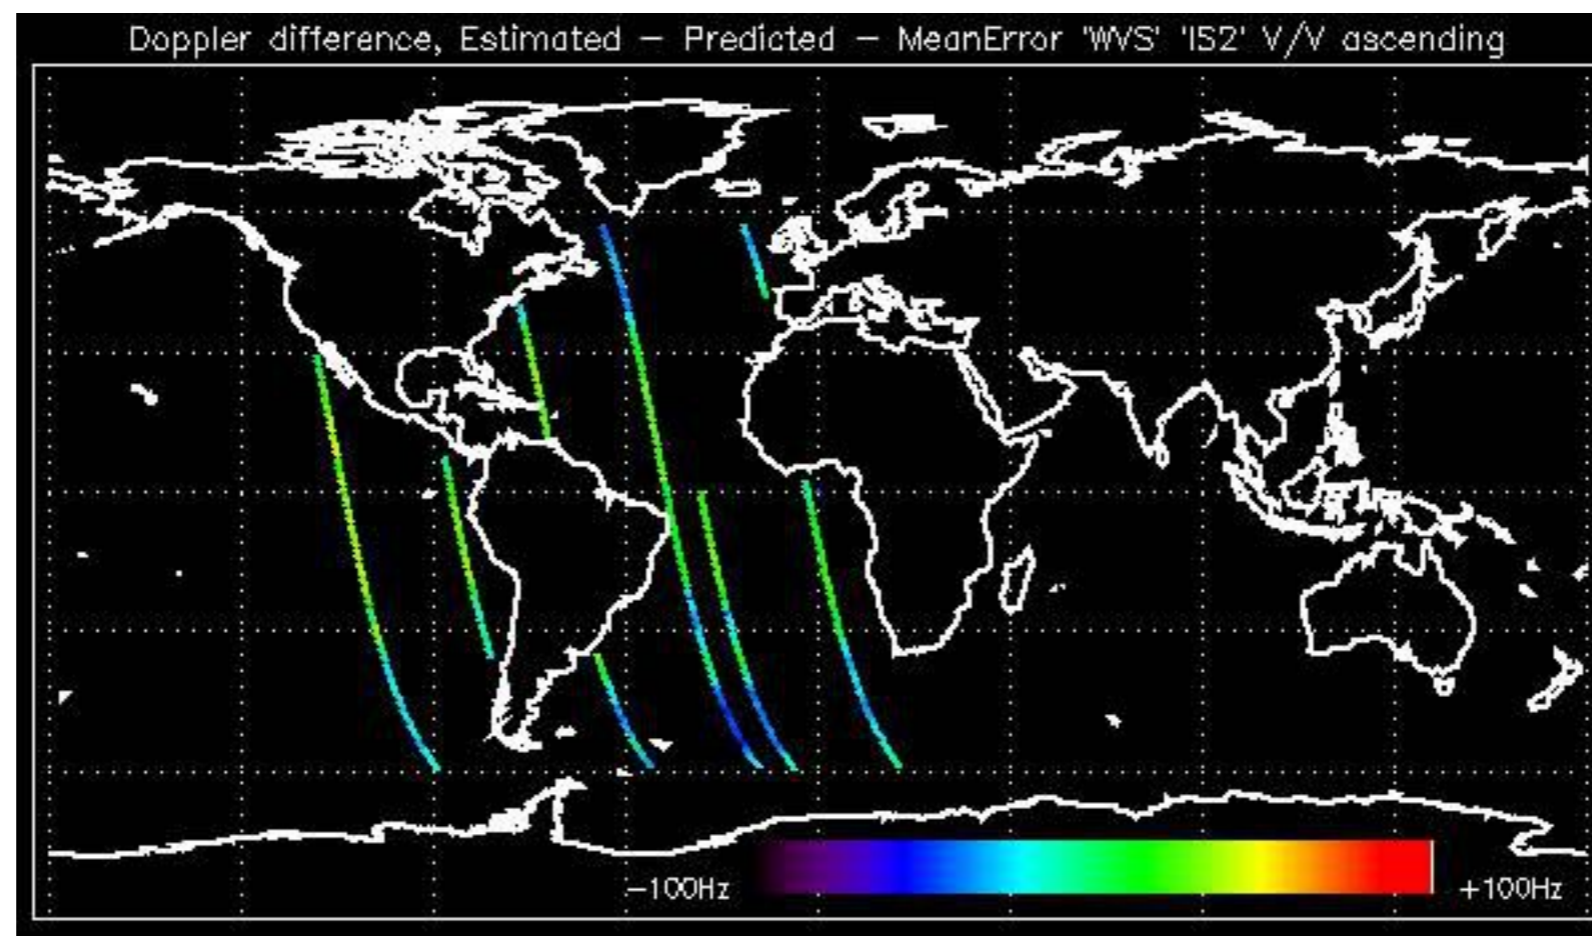 Doppler difference, Estimated – Predicted – MeanError 'WVS' 'IS2' V/V ascending
–100Hz
+100Hz